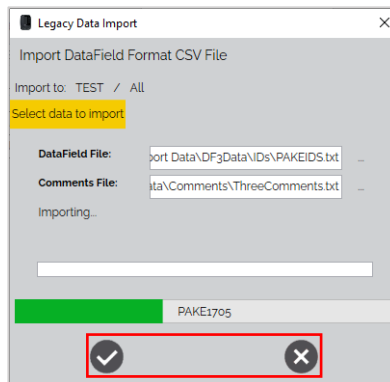 Legacy Data Import
Import DataField Format CSV File
Import to: TEST / All
Select data to import
DataField File: port Data\DF3Data\IDs\PAKEIDS.txt ...
Comments File: ata\Comments\ThreeComments.txt ...
Importing...
PAKE1705